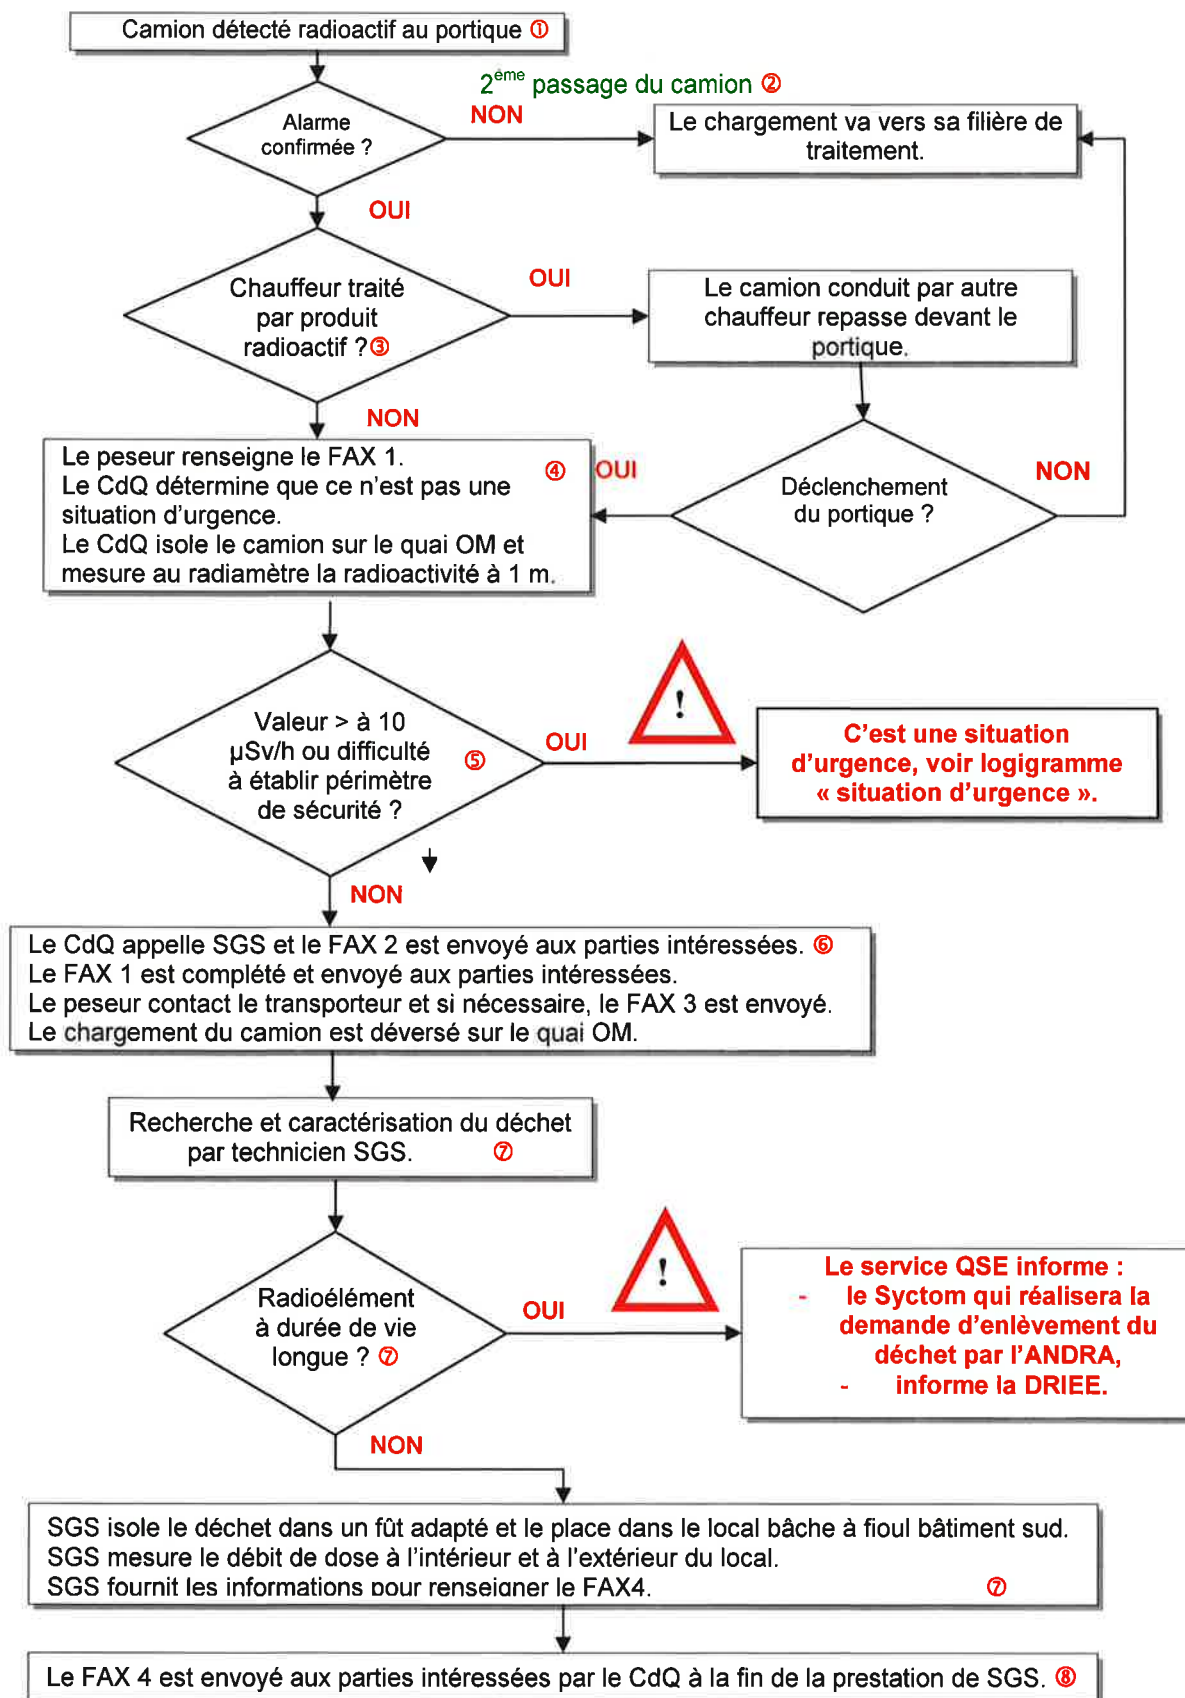 Camion détecté radioactif au portique ①
2ème passage du camion ②
Alarme
confirmée ?
NON
Le chargement va vers sa filière de
traitement.
OUI
Chauffeur traité
par produit
radioactif ?③
OUI
Le camion conduit par autre
chauffeur repasse devant le
portique.
NON
Le peseur renseigne le FAX 1. ④
Le CdQ détermine que ce n'est pas une
situation d'urgence.
Le CdQ isole le camion sur le quai OM et
mesure au radiamètre la radioactivité à 1 m.
OUI
Déclenchement
du portique ?
NON
Valeur > à 10
µSv/h ou difficulté
à établir périmètre ⑤
de sécurité ?
OUI
!
C'est une situation
d'urgence, voir logigramme
« situation d'urgence ».
NON
Le CdQ appelle SGS et le FAX 2 est envoyé aux parties intéressées. ⑥
Le FAX 1 est complété et envoyé aux parties intéressées.
Le peseur contact le transporteur et si nécessaire, le FAX 3 est envoyé.
Le chargement du camion est déversé sur le quai OM.
Recherche et caractérisation du déchet
par technicien SGS. ⑦
Radioélément
à durée de vie
longue ? ⑦
OUI
!
Le service QSE informe :
- le Syctom qui réalisera la
demande d'enlèvement du
déchet par l'ANDRA,
- informe la DRIEE.
NON
SGS isole le déchet dans un fût adapté et le place dans le local bâche à fioul bâtiment sud.
SGS mesure le débit de dose à l'intérieur et à l'extérieur du local.
SGS fournit les informations pour renseigner le FAX4. ⑦
Le FAX 4 est envoyé aux parties intéressées par le CdQ à la fin de la prestation de SGS. ⑧